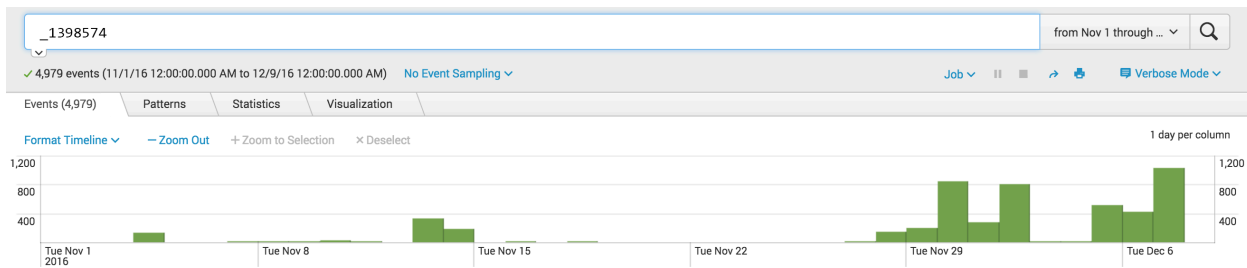 _1398574
from Nov 1 through ...
4,979 events (11/1/16 12:00:00.000 AM to 12/9/16 12:00:00.000 AM)
No Event Sampling
Job
Verbose Mode
Events (4,979)
Patterns
Statistics
Visualization
Format Timeline
— Zoom Out
+ Zoom to Selection
× Deselect
1 day per column
1,200
1,200
800
800
400
400
Tue Nov 1
2016
Tue Nov 8
Tue Nov 15
Tue Nov 22
Tue Nov 29
Tue Dec 6